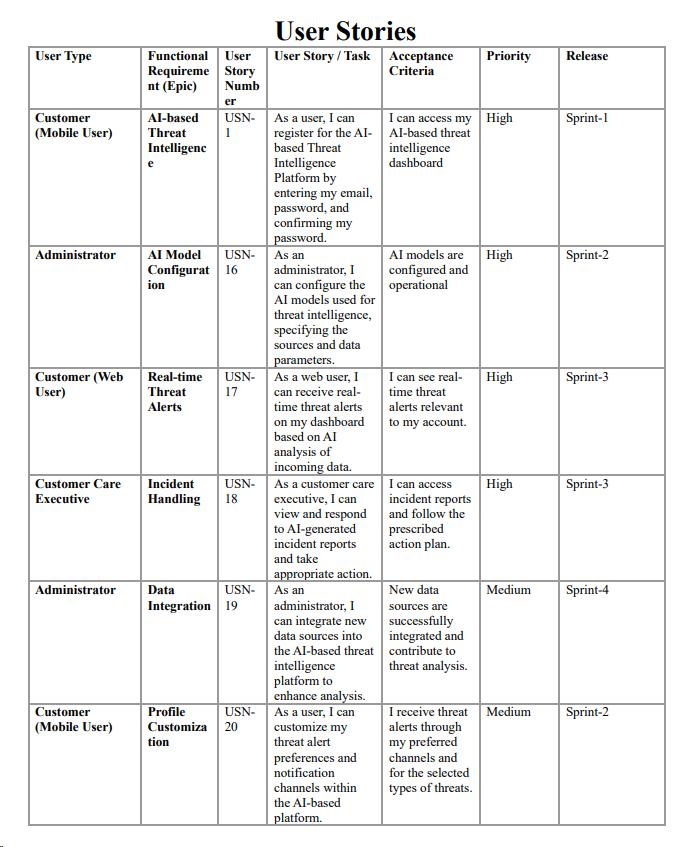 User Stories
User Type
Functional
Requireme
nt (Epic)
User
Story
Numb
er
User Story / Task
Acceptance
Criteria
Priority
Release
Customer
(Mobile User)
AI-based
Threat
Intelligenc
e
USN-
1
As a user, I can
register for the AI-
based Threat
Intelligence
Platform by
entering my email,
password, and
confirming my
password.
I can access my
AI-based threat
intelligence
dashboard
High
Sprint-1
Administrator
AI Model
Configurat
ion
USN-
16
As an
administrator, I
can configure the
AI models used for
threat intelligence,
specifying the
sources and data
parameters.
AI models are
configured and
operational
High
Sprint-2
Customer (Web
User)
Real-time
Threat
Alerts
USN-
17
As a web user, I
can receive real-
time threat alerts
on my dashboard
based on AI
analysis of
incoming data.
I can see real-
time threat
alerts relevant
to my account.
High
Sprint-3
Customer Care
Executive
Incident
Handling
USN-
18
As a customer care
executive, I can
view and respond
to AI-generated
incident reports
and take
appropriate action.
I can access
incident reports
and follow the
prescribed
action plan.
High
Sprint-3
Administrator
Data
Integration
USN-
19
As an
administrator, I
can integrate new
data sources into
the AI-based threat
intelligence
platform to
enhance analysis.
New data
sources are
successfully
integrated and
contribute to
threat analysis.
Medium
Sprint-4
Customer
(Mobile User)
Profile
Customiza
tion
USN-
20
As a user, I can
customize my
threat alert
preferences and
notification
channels within
the AI-based
platform.
I receive threat
alerts through
my preferred
channels and
for the selected
types of threats.
Medium
Sprint-2